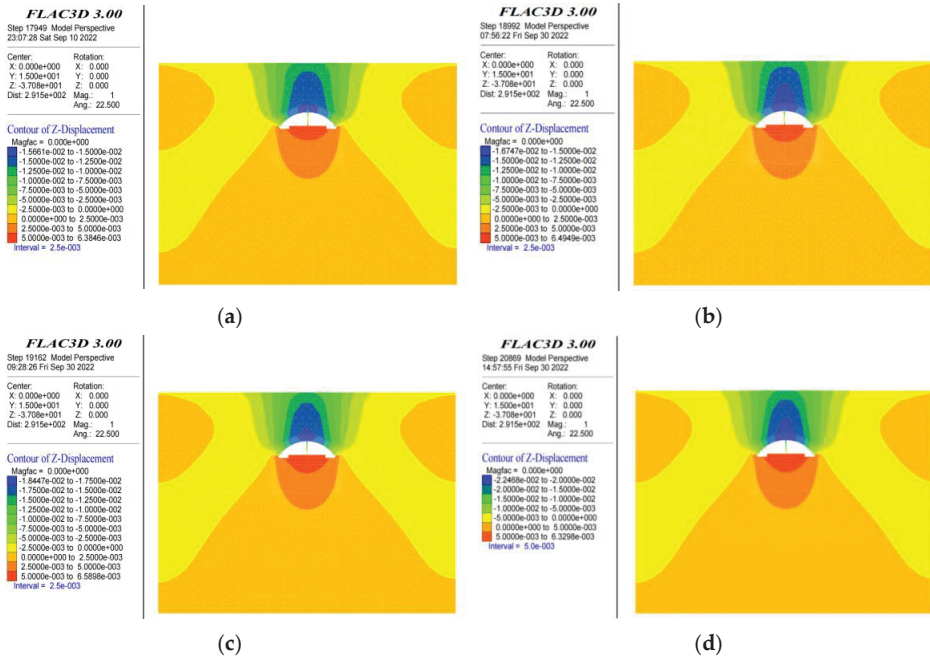 FLAC3D 3.00
Step 17949 Model Perspective
23:07:28 Sat Sep 10 2022
Center: Rotation:
X: 0.000e+000 X: 0.000
Y: 1.500e+001 Y: 0.000
Z: -3.708e+001 Z: 0.000
Dist: 2.915e+002 Mag.: 1
Ang.: 22.500
Contour of Z-Displacement
Magfac = 0.000e+000
-1.5661e-002 to -1.5000e-002
-1.5000e-002 to -1.2500e-002
-1.2500e-002 to -1.0000e-002
-1.0000e-002 to -7.5000e-003
-7.5000e-003 to -5.0000e-003
-5.0000e-003 to -2.5000e-003
-2.5000e-003 to 0.0000e+000
0.0000e+000 to 2.5000e-003
2.5000e-003 to 5.0000e-003
5.0000e-003 to 6.3846e-003
Interval = 2.5e-003
(a)
FLAC3D 3.00
Step 18992 Model Perspective
07:56:22 Fri Sep 30 2022
Center: Rotation:
X: 0.000e+000 X: 0.000
Y: 1.500e+001 Y: 0.000
Z: -3.708e+001 Z: 0.000
Dist: 2.915e+002 Mag.: 1
Ang.: 22.500
Contour of Z-Displacement
Magfac = 0.000e+000
-1.6747e-002 to -1.5000e-002
-1.5000e-002 to -1.2500e-002
-1.2500e-002 to -1.0000e-002
-1.0000e-002 to -7.5000e-003
-7.5000e-003 to -5.0000e-003
-5.0000e-003 to -2.5000e-003
-2.5000e-003 to 0.0000e+000
0.0000e+000 to 2.5000e-003
2.5000e-003 to 5.0000e-003
5.0000e-003 to 6.4949e-003
Interval = 2.5e-003
(b)
FLAC3D 3.00
Step 19162 Model Perspective
09:28:26 Fri Sep 30 2022
Center: Rotation:
X: 0.000e+000 X: 0.000
Y: 1.500e+001 Y: 0.000
Z: -3.708e+001 Z: 0.000
Dist: 2.915e+002 Mag.: 1
Ang.: 22.500
Contour of Z-Displacement
Magfac = 0.000e+000
-1.8447e-002 to -1.7500e-002
-1.7500e-002 to -1.5000e-002
-1.5000e-002 to -1.2500e-002
-1.2500e-002 to -1.0000e-002
-1.0000e-002 to -7.5000e-003
-7.5000e-003 to -5.0000e-003
-5.0000e-003 to -2.5000e-003
-2.5000e-003 to 0.0000e+000
0.0000e+000 to 2.5000e-003
2.5000e-003 to 5.0000e-003
5.0000e-003 to 6.5898e-003
Interval = 2.5e-003
(c)
FLAC3D 3.00
Step 20869 Model Perspective
14:57:55 Fri Sep 30 2022
Center: Rotation:
X: 0.000e+000 X: 0.000
Y: 1.500e+001 Y: 0.000
Z: -3.708e+001 Z: 0.000
Dist: 2.915e+002 Mag.: 1
Ang.: 22.500
Contour of Z-Displacement
Magfac = 0.000e+000
-2.2468e-002 to -2.0000e-002
-2.0000e-002 to -1.5000e-002
-1.5000e-002 to -1.0000e-002
-1.0000e-002 to -5.0000e-003
-5.0000e-003 to 0.0000e+000
0.0000e+000 to 5.0000e-003
5.0000e-003 to 6.3298e-003
Interval = 5.0e-003
(d)